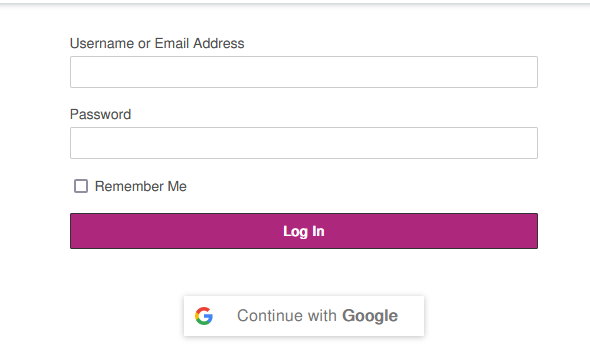 Username or Email Address
Password
Remember Me
Log In
Continue with Google